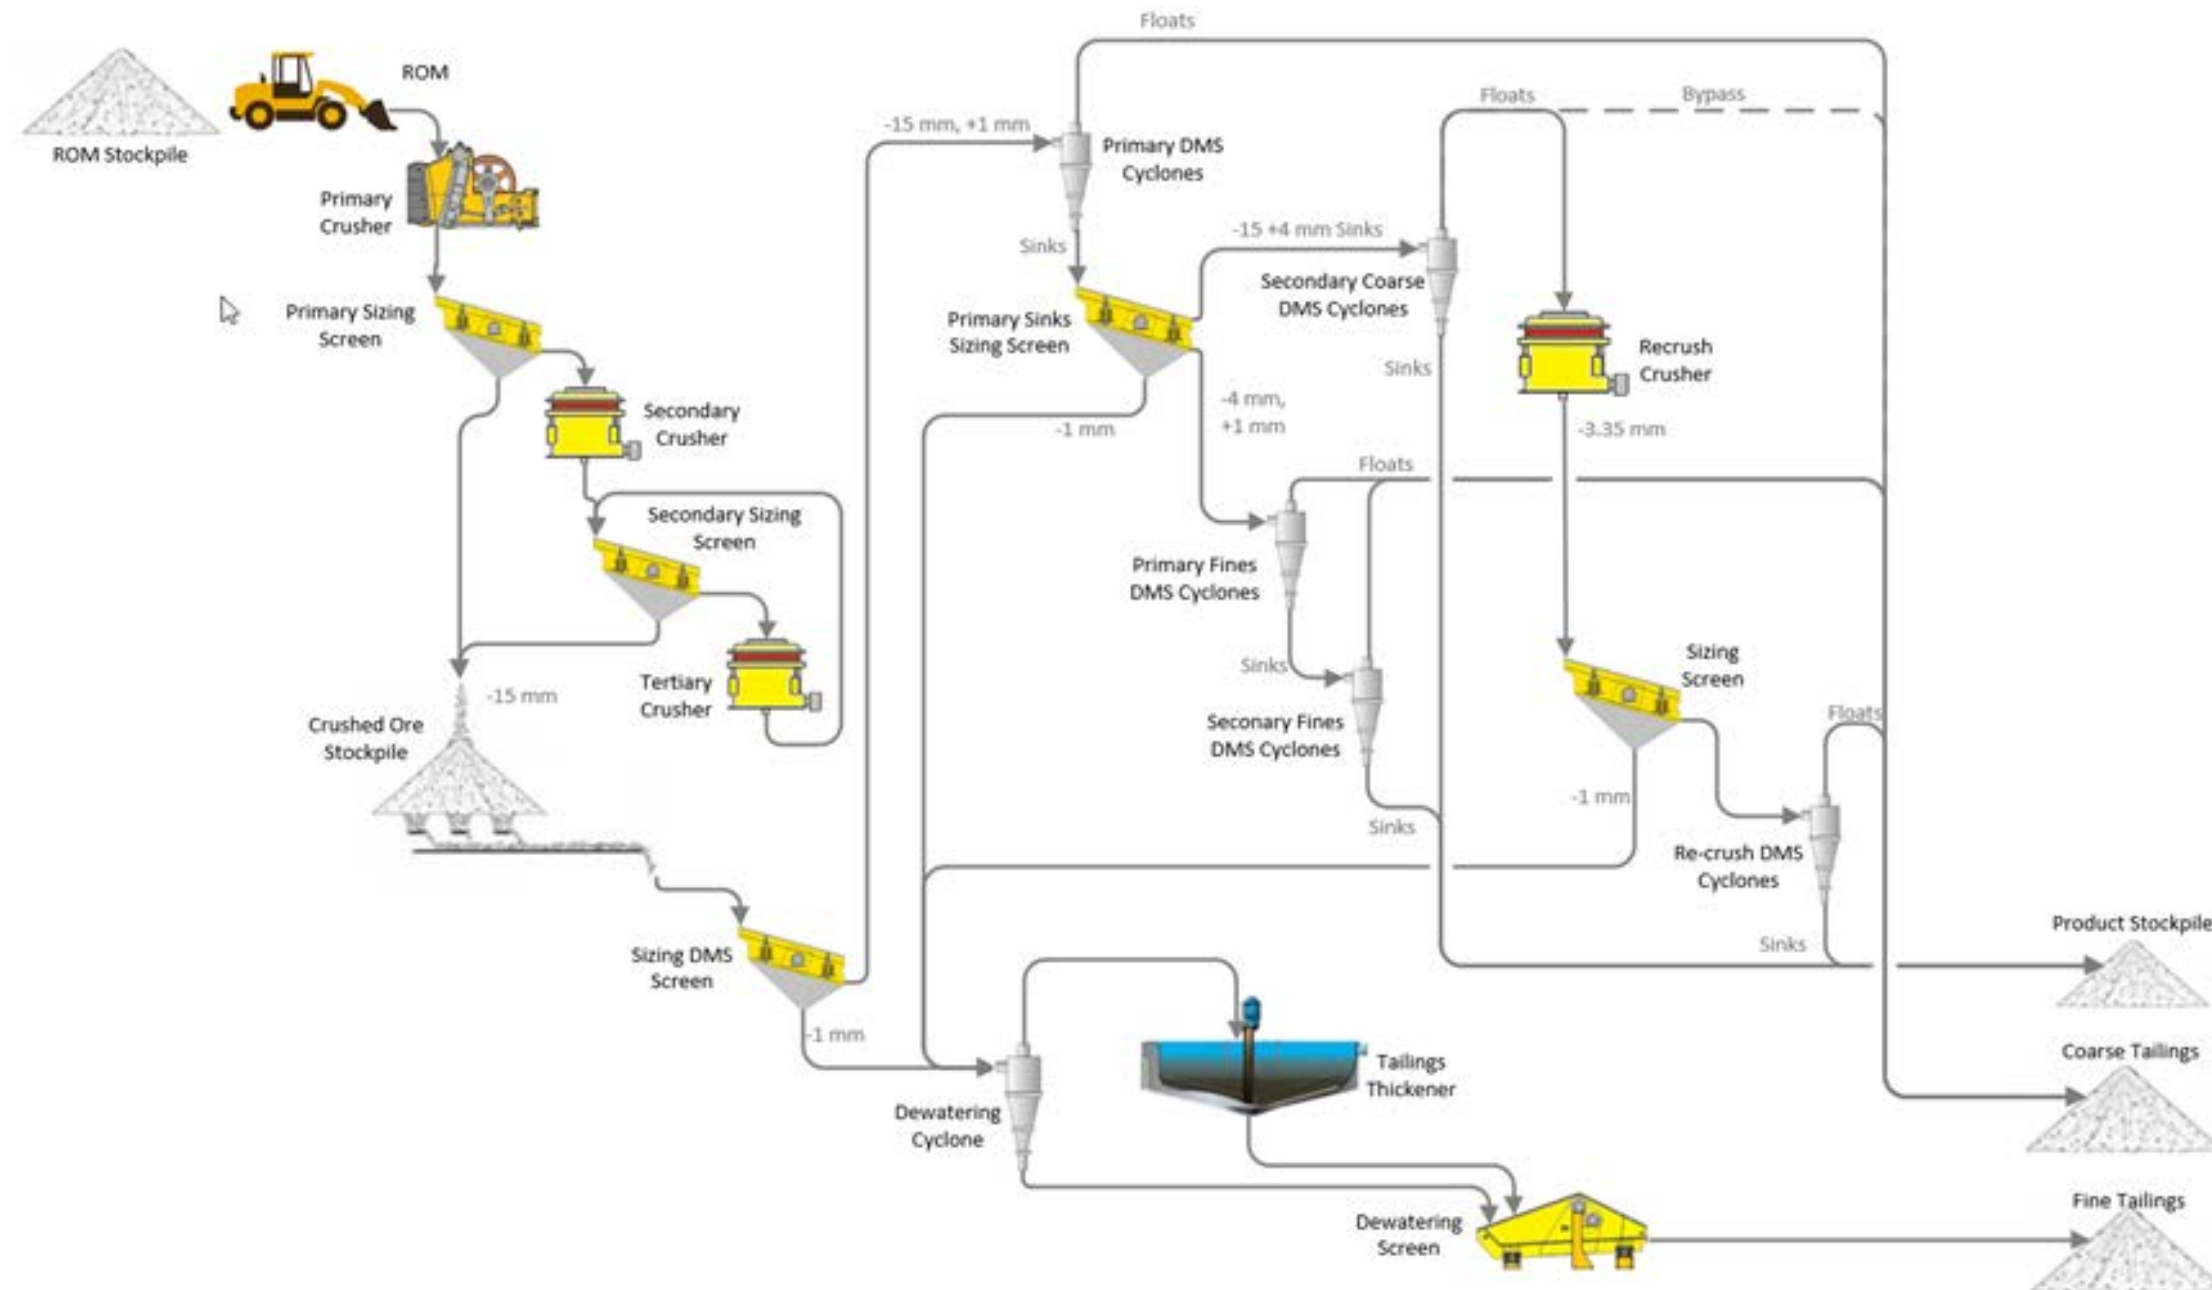 Floats
ROM
ROM Stockpile
Primary
Crusher
Primary Sizing
Screen
Secondary
Crusher
Secondary Sizing
Screen
Tertiary
Crusher
-15 mm
Crushed Ore
Stockpile
Sizing DMS
Screen
-1 mm
-15 mm, +1 mm
Primary DMS
Cyclones
Sinks
Primary Sinks
Sizing Screen
-1 mm
-15 +4 mm Sinks
-4 mm,
+1 mm
Secondary Coarse
DMS Cyclones
Sinks
Floats
Bypass
Recrush
Crusher
-3.35 mm
Floats
Primary Fines
DMS Cyclones
Sinks
Seconary Fines
DMS Cyclones
Sinks
Sizing
Screen
-1 mm
Floats
Re-crush DMS
Cyclones
Sinks
Product Stockpile
Coarse Tailings
Dewatering
Cyclone
Tailings
Thickener
Dewatering
Screen
Fine Tailings